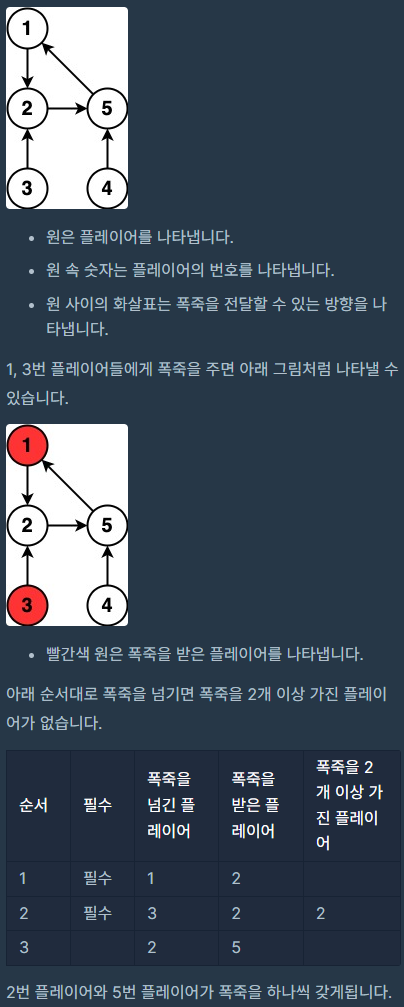 1
2 5
3 4
• 원은 플레이어를 나타냅니다.
• 원 속 숫자는 플레이어의 번호를 나타냅니다.
• 원 사이의 화살표는 폭죽을 전달할 수 있는 방향을 나
타냅니다.
1, 3번 플레이어들에게 폭죽을 주면 아래 그림처럼 나타낼 수
있습니다.
1
2 5
3 4
• 빨간색 원은 폭죽을 받은 플레이어를 나타냅니다.
아래 순서대로 폭죽을 넘기면 폭죽을 2개 이상 가진 플레이
어가 없습니다.
순서 필수 폭죽을 넘긴 플레이어 폭죽을 받은 플레이어 폭죽을 2개 이상 가진 플레이어
1 필수 1 2
2 필수 3 2 2
3 2 5
2번 플레이어와 5번 플레이어가 폭죽을 하나씩 갖게됩니다.